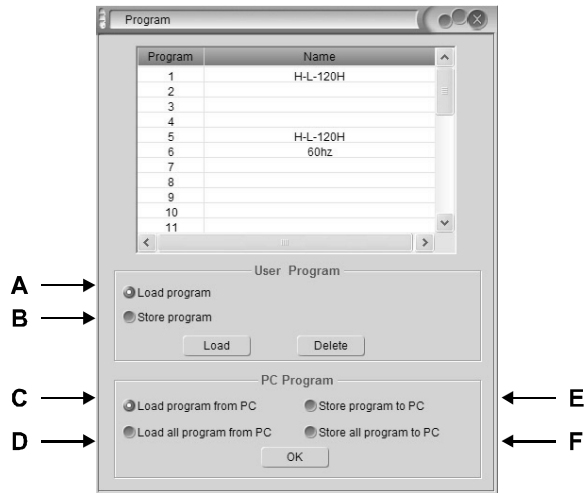 Program
Program Name
1 H-L-120H
2
3
4
5 H-L-120H
6 60hz
7
8
9
10
11
User Program
A Load program
B Store program
Load Delete
PC Program
C Load program from PC Store program to PC E
D Load all program from PC Store all program to PC F
OK